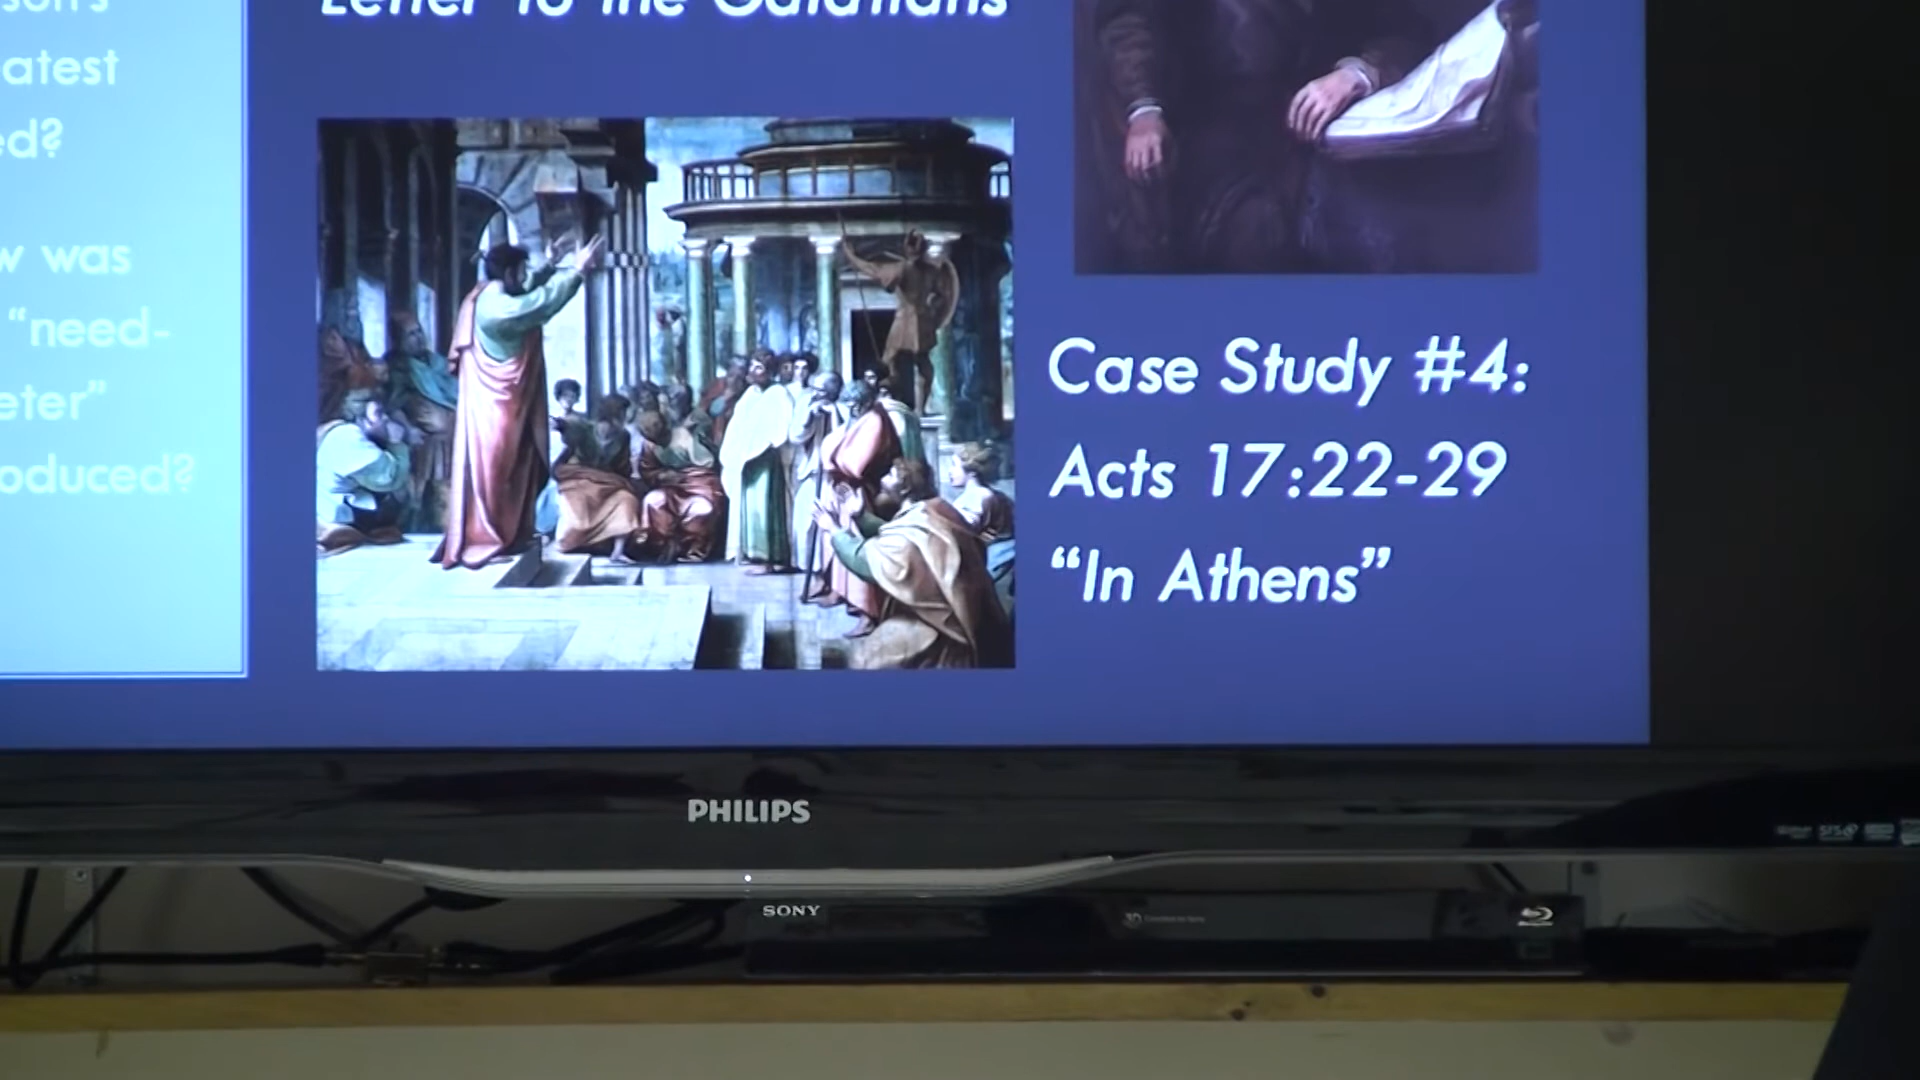 atest
ed?
w was
"need-
eter"
oduced?
Letter to the Galatians
Case Study #4:
Acts 17:22-29
“In Athens”
PHILIPS
SONY
3D